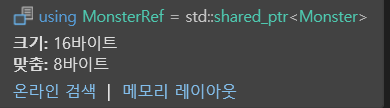 using MonsterRef = std::shared_ptr<Monster>
크기: 16바이트
맞춤: 8바이트
온라인 검색 | 메모리 레이아웃